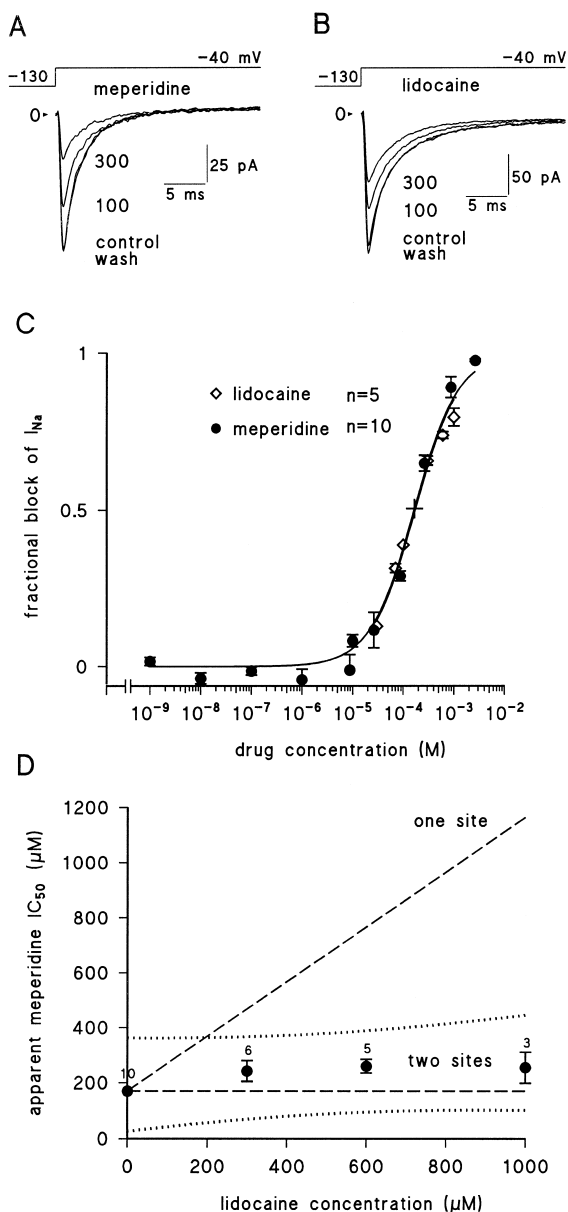 A
−130
−40 mV
meperidine
0
300
100
control
wash
25 pA
5 ms
B
−130
−40 mV
lidocaine
0
300
100
control
wash
50 pA
5 ms
C
fractional block of I_Na
1
0.5
0
lidocaine n=5
meperidine n=10
10⁻⁹ 10⁻⁸ 10⁻⁷ 10⁻⁶ 10⁻⁵ 10⁻⁴ 10⁻³ 10⁻²
drug concentration (M)
D
apparent meperidine IC₅₀ (μM)
1200
1000
800
600
400
200
0
one site
two sites
10
6
5
3
0 200 400 600 800 1000
lidocaine concentration (μM)